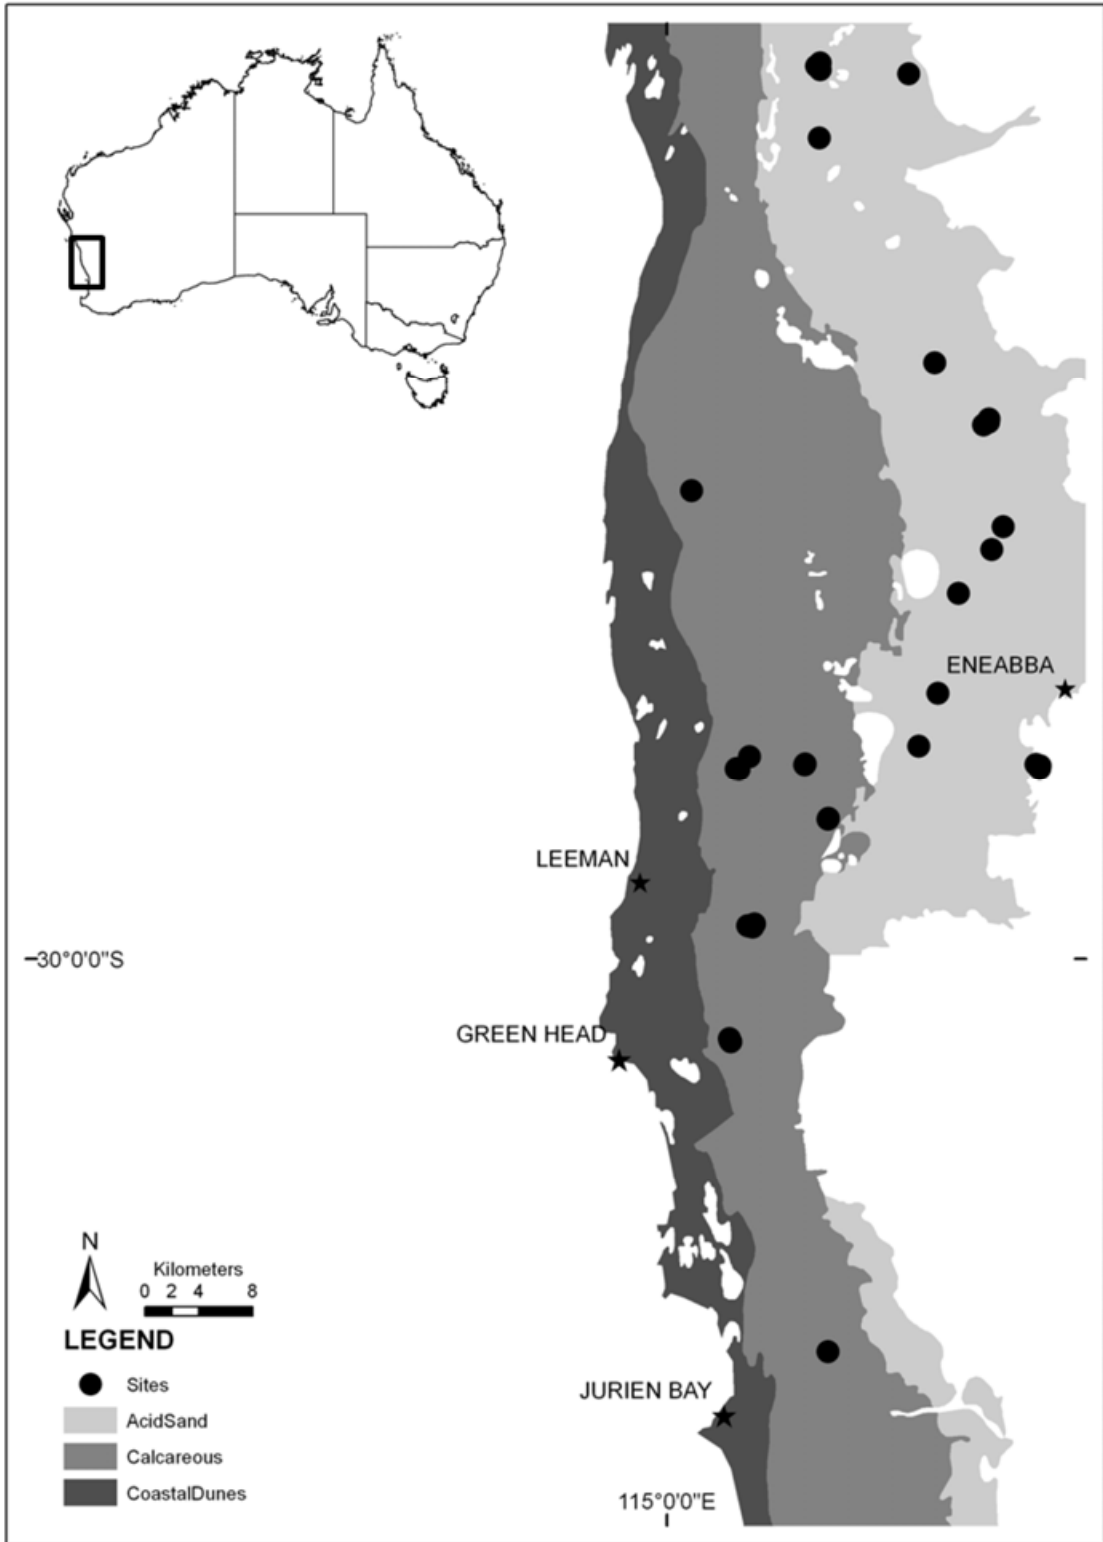 ENEABBA
LEEMAN
30°0'0"S
GREEN HEAD
N
Kilometers
0 2 4 8
LEGEND
Sites
AcidSand
Calcareous
CoastalDunes
JURIEN BAY
115°0'0"E